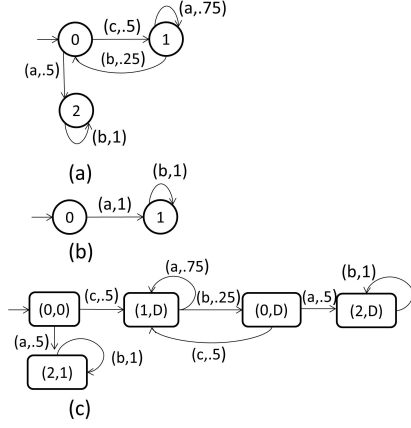 (a,.75)
(c,.5)
0
1
(b,.25)
(a,.5)
2
(b,1)
(a)
(b,1)
(a,1)
0
1
(b)
(a,.75)
(b,1)
(c,.5)
(b,.25)
(a,.5)
(0,0)
(1,D)
(0,D)
(2,D)
(a,.5)
(c,.5)
(b,1)
(2,1)
(c)